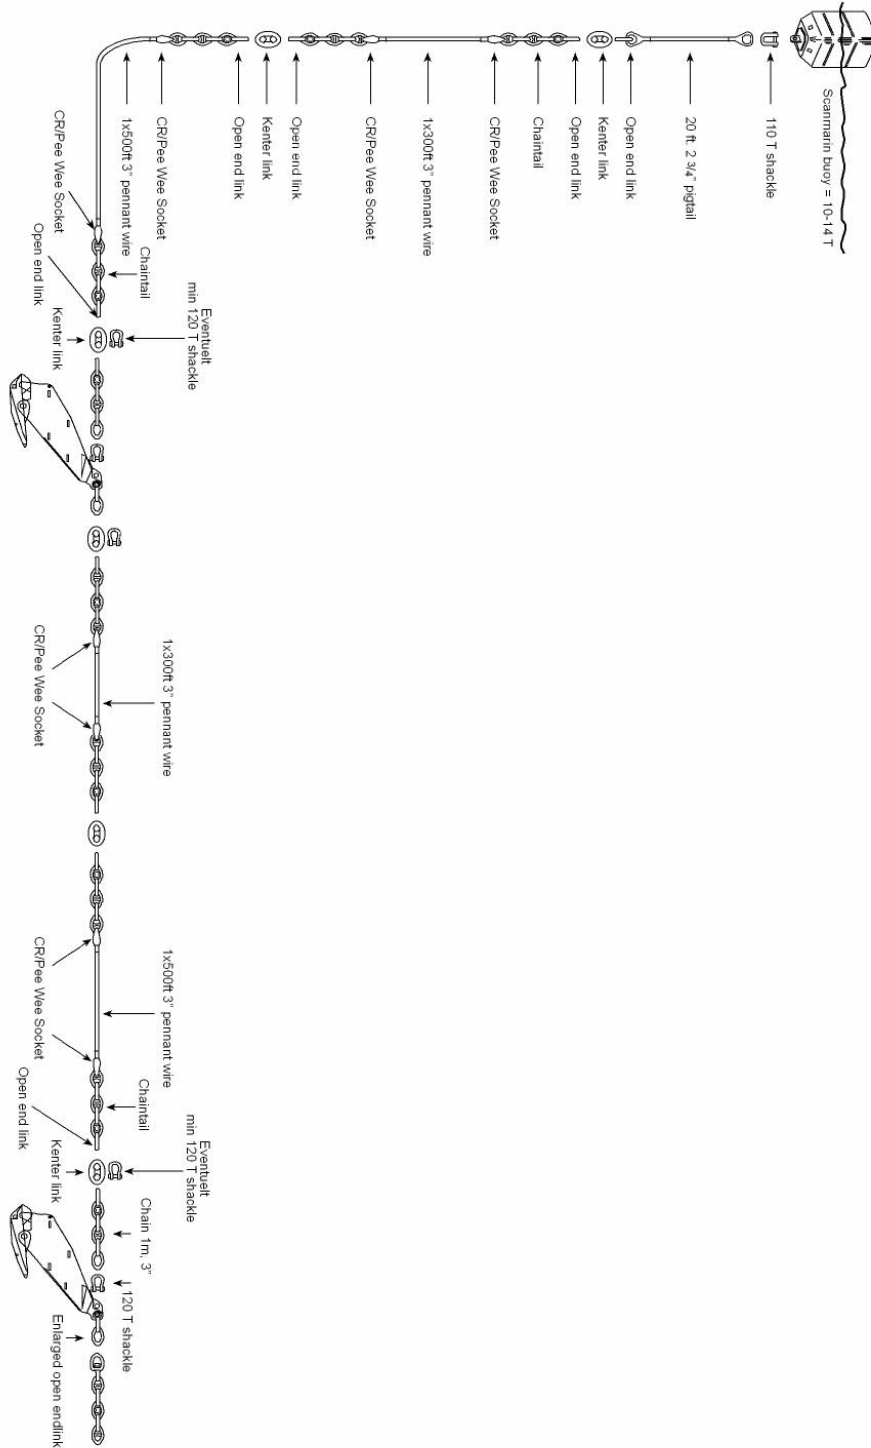 Scanmarin buoy = 10-14 T
110 T shackle
20 ft. 2 3/4" pigtail
Open end link
Kenter link
Open end link
Chaintail
CR/Pee Wee Socket
1x300ft 3" pennant wire
CR/Pee Wee Socket
Open end link
Kenter link
Open end link
CR/Pee Wee Socket
1x500ft 3" pennant wire
CR/Pee Wee Socket
Chaintail
Open end link
Kenter link
Eventuelt
min 120 T shackle
CR/Pee Wee Socket
1x300ft 3" pennant wire
CR/Pee Wee Socket
1x500ft 3" pennant wire
Chaintail
Open end link
Kenter link
Eventuelt
min 120 T shackle
Chain 1m, 3"
120 T shackle
Enlarged open endlink